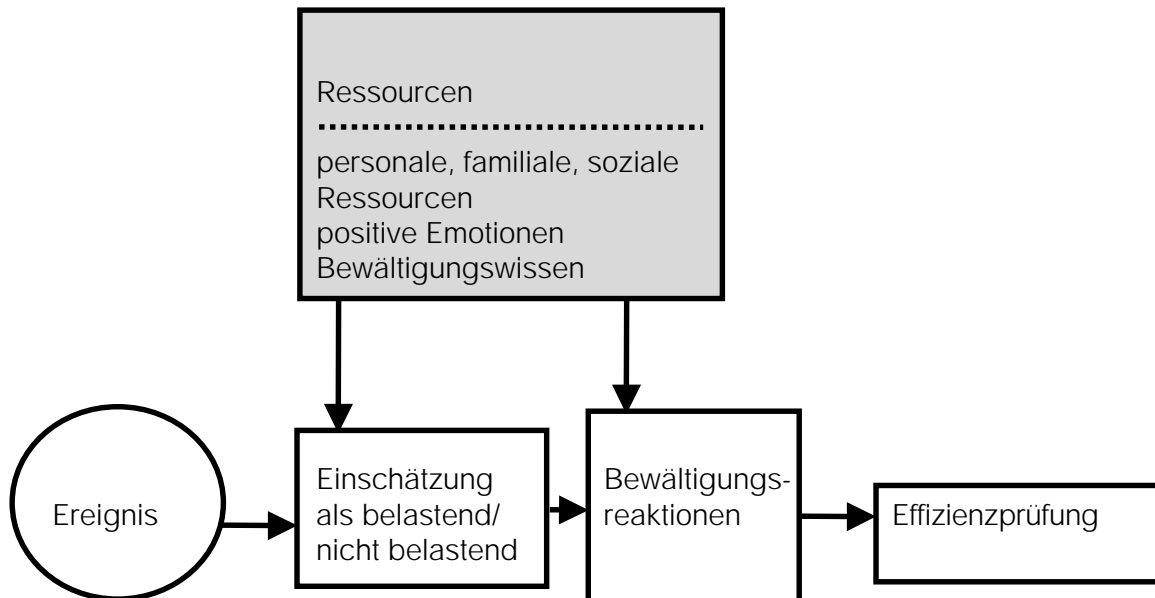 Ressourcen
personale, familiale, soziale
Ressourcen
positive Emotionen
Bewältigungswissen
Ereignis
Einschätzung
als belastend/
nicht belastend
Bewältigungs-
reaktionen
Effizienzprüfung